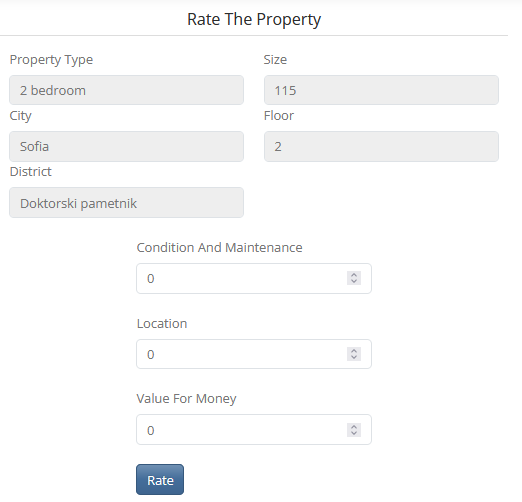 Rate The Property
Property Type
Size
2 bedroom
115
City
Floor
Sofia
2
District
Doktorski pametnik
Condition And Maintenance
0
Location
0
Value For Money
0
Rate